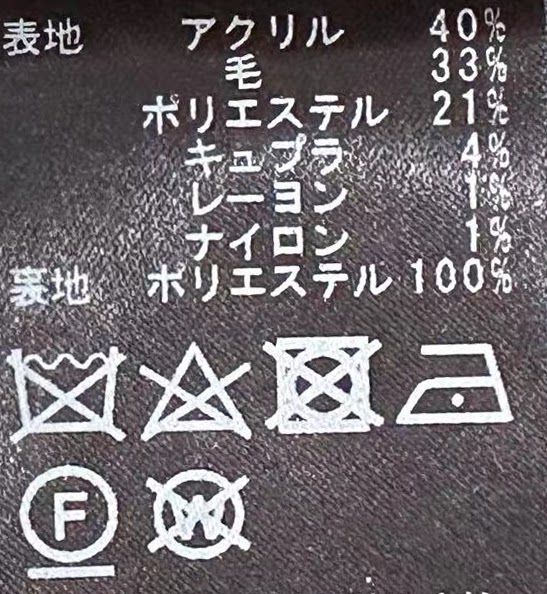 表地 アクリル 40%
毛 33%
ポリエステル 21%
キュプラ 4%
レーヨン 1%
ナイロン 1%
裏地 ポリエステル 100%
F W